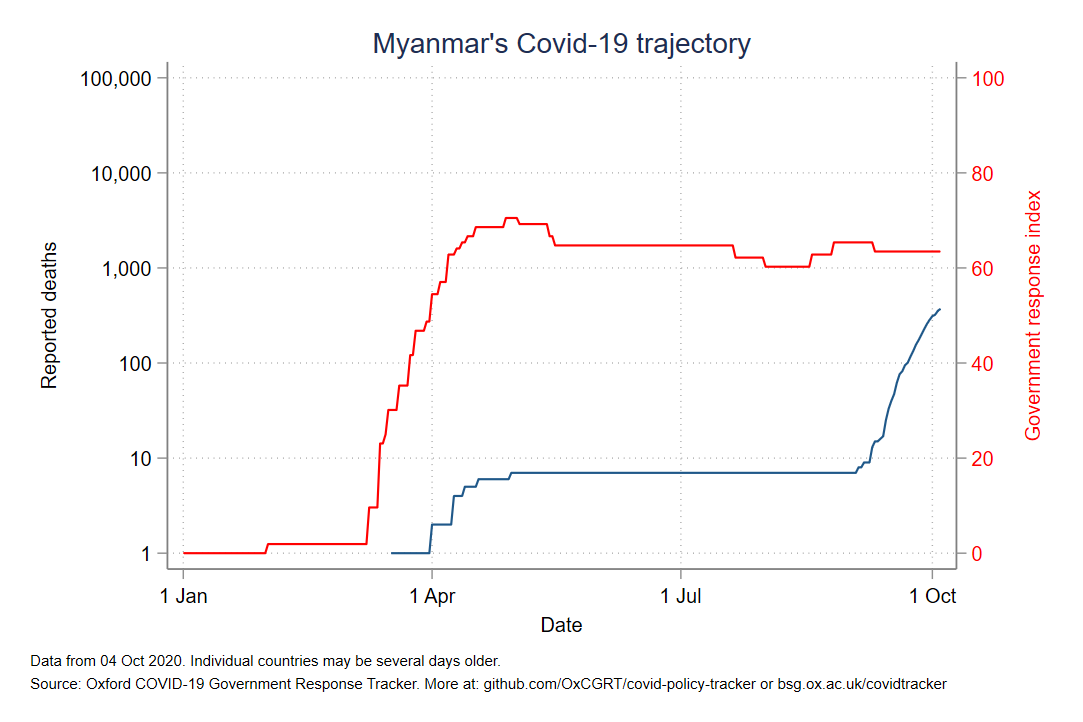 Myanmar's Covid-19 trajectory
100,000
10,000
1,000
100
10
1
Reported deaths
100
80
60
40
20
0
Government response index
1 Jan
1 Apr
1 Jul
1 Oct
Date
Data from 04 Oct 2020. Individual countries may be several days older.
Source: Oxford COVID-19 Government Response Tracker. More at: github.com/OxCGRT/covid-policy-tracker or bsg.ox.ac.uk/covidtracker